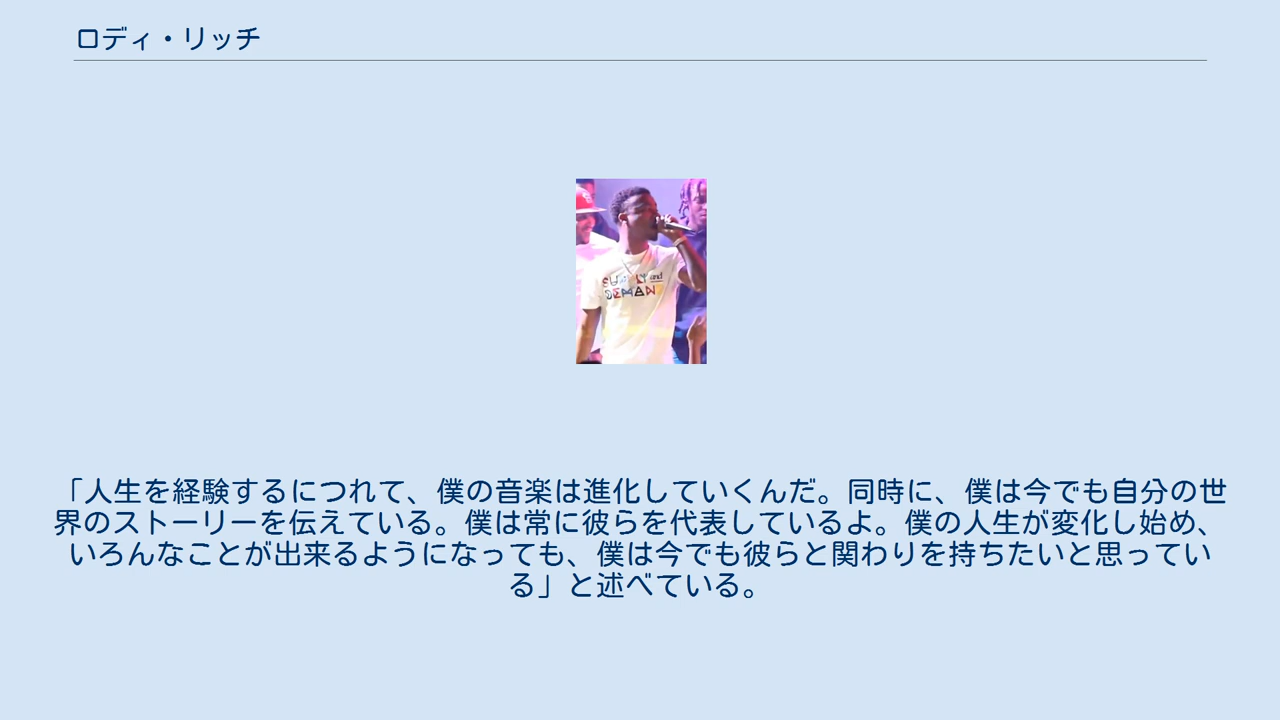 ロディ・リッチ
and
「人生を経験するにつれて、僕の音楽は進化していくんだ。同時に、僕は今でも自分の世
界のストーリーを伝えている。僕は常に彼らを代表しているよ。僕の人生が変化し始め、
いろんなことが出来るようになっても、僕は今でも彼らと関わりを持ちたいと思ってい
る」と述べている。